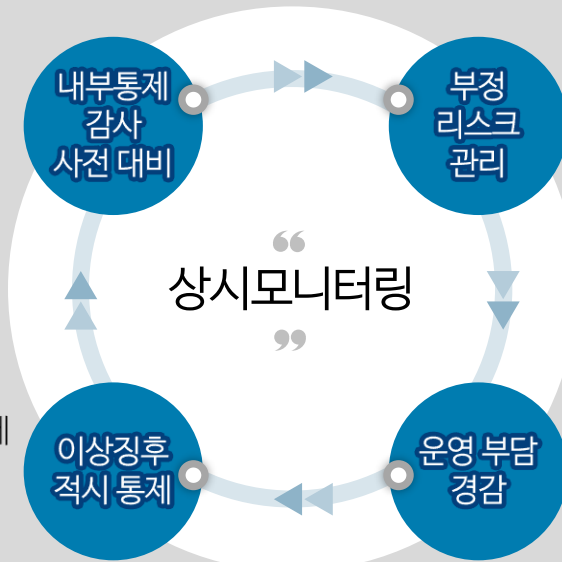 내부통제
감사
사전 대비
부정
리스크
관리
“
상시모니터링
”
이상징후
적시 통제
운영 부담
경감